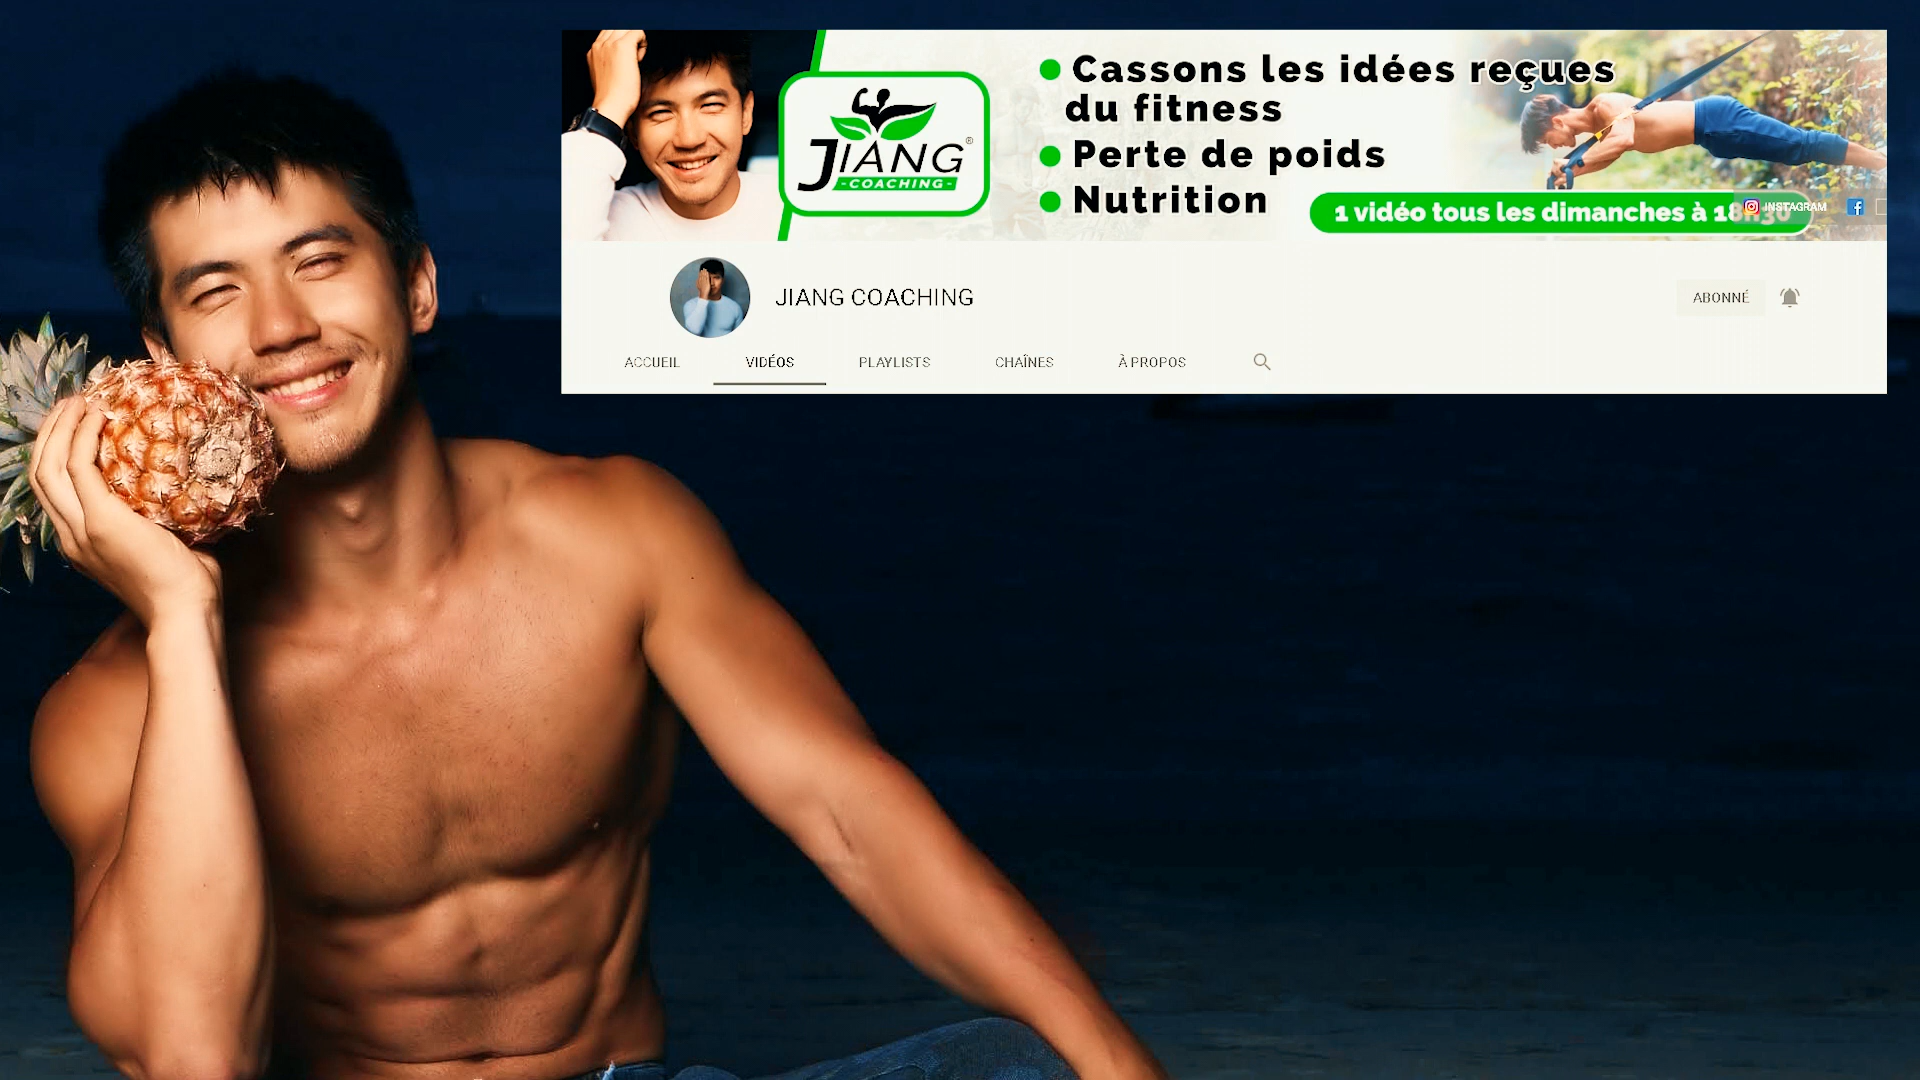 Cassons les idées reçues
du fitness
Perte de poids
Nutrition
JIANG®
-COACHING-
1 vidéo tous les dimanches à 18h30
INSTAGRAM
JIANG COACHING
ABONNÉ
ACCUEIL VIDÉOS PLAYLISTS CHAÎNES À PROPOS